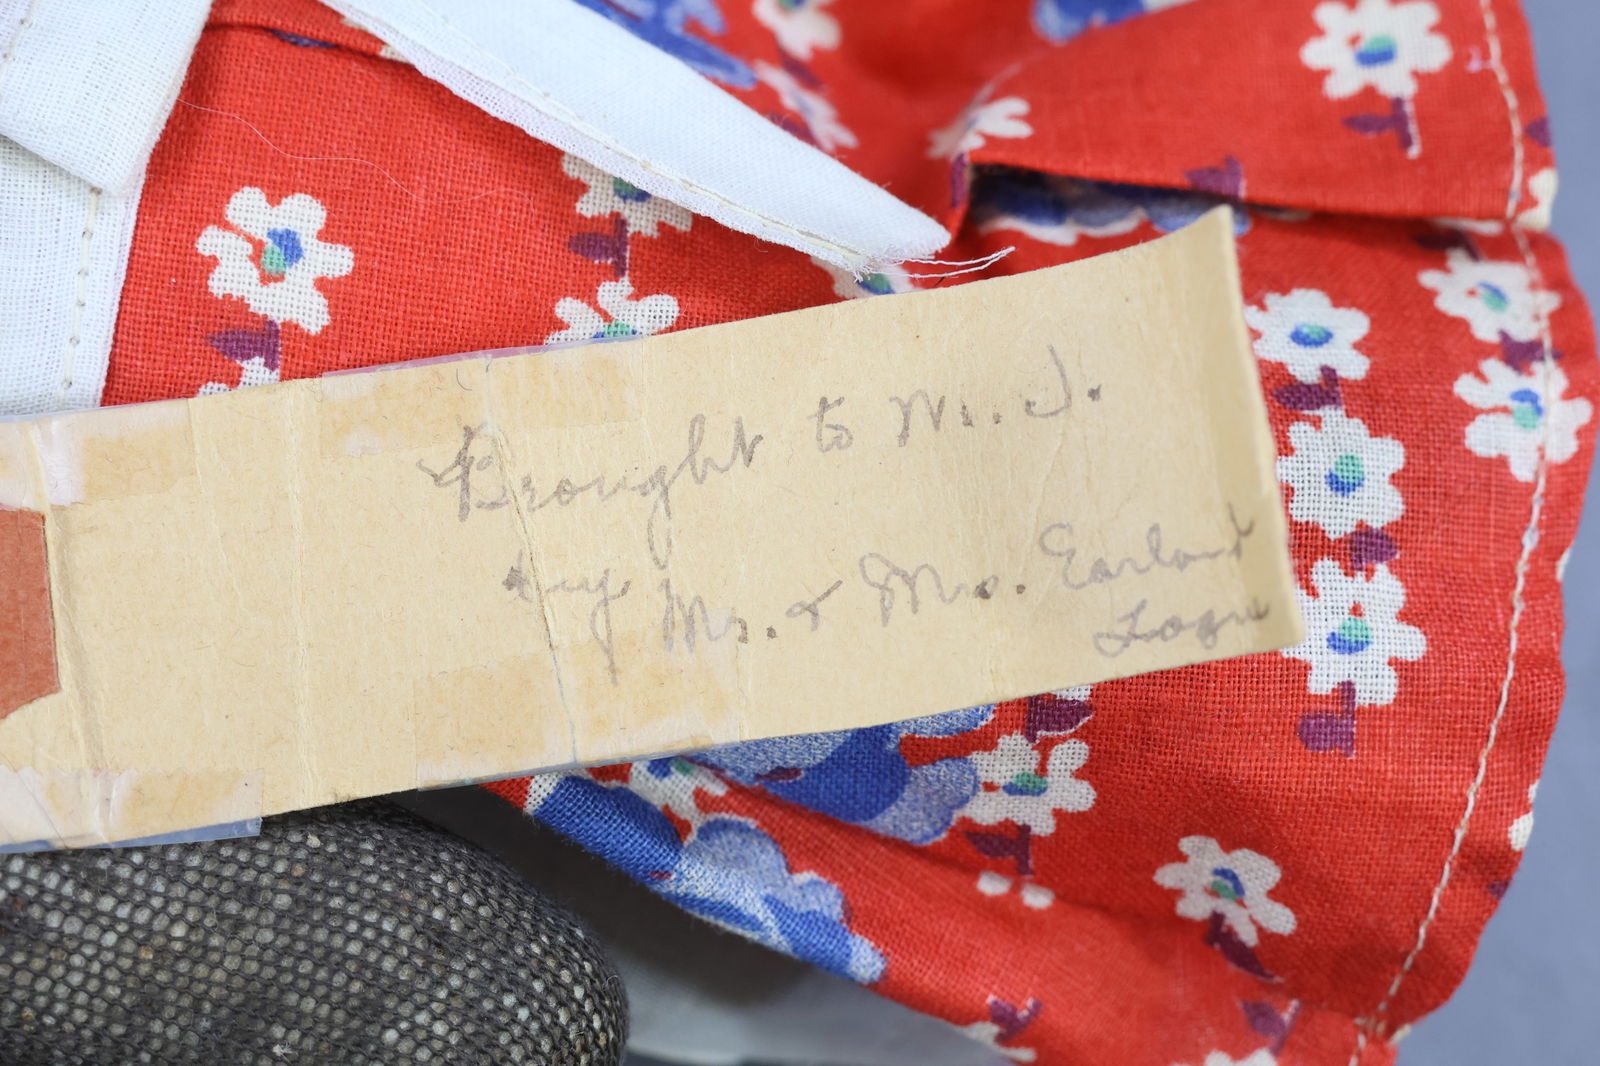 Brought to M. J.
by Mr. & Mrs. Earland
Logue